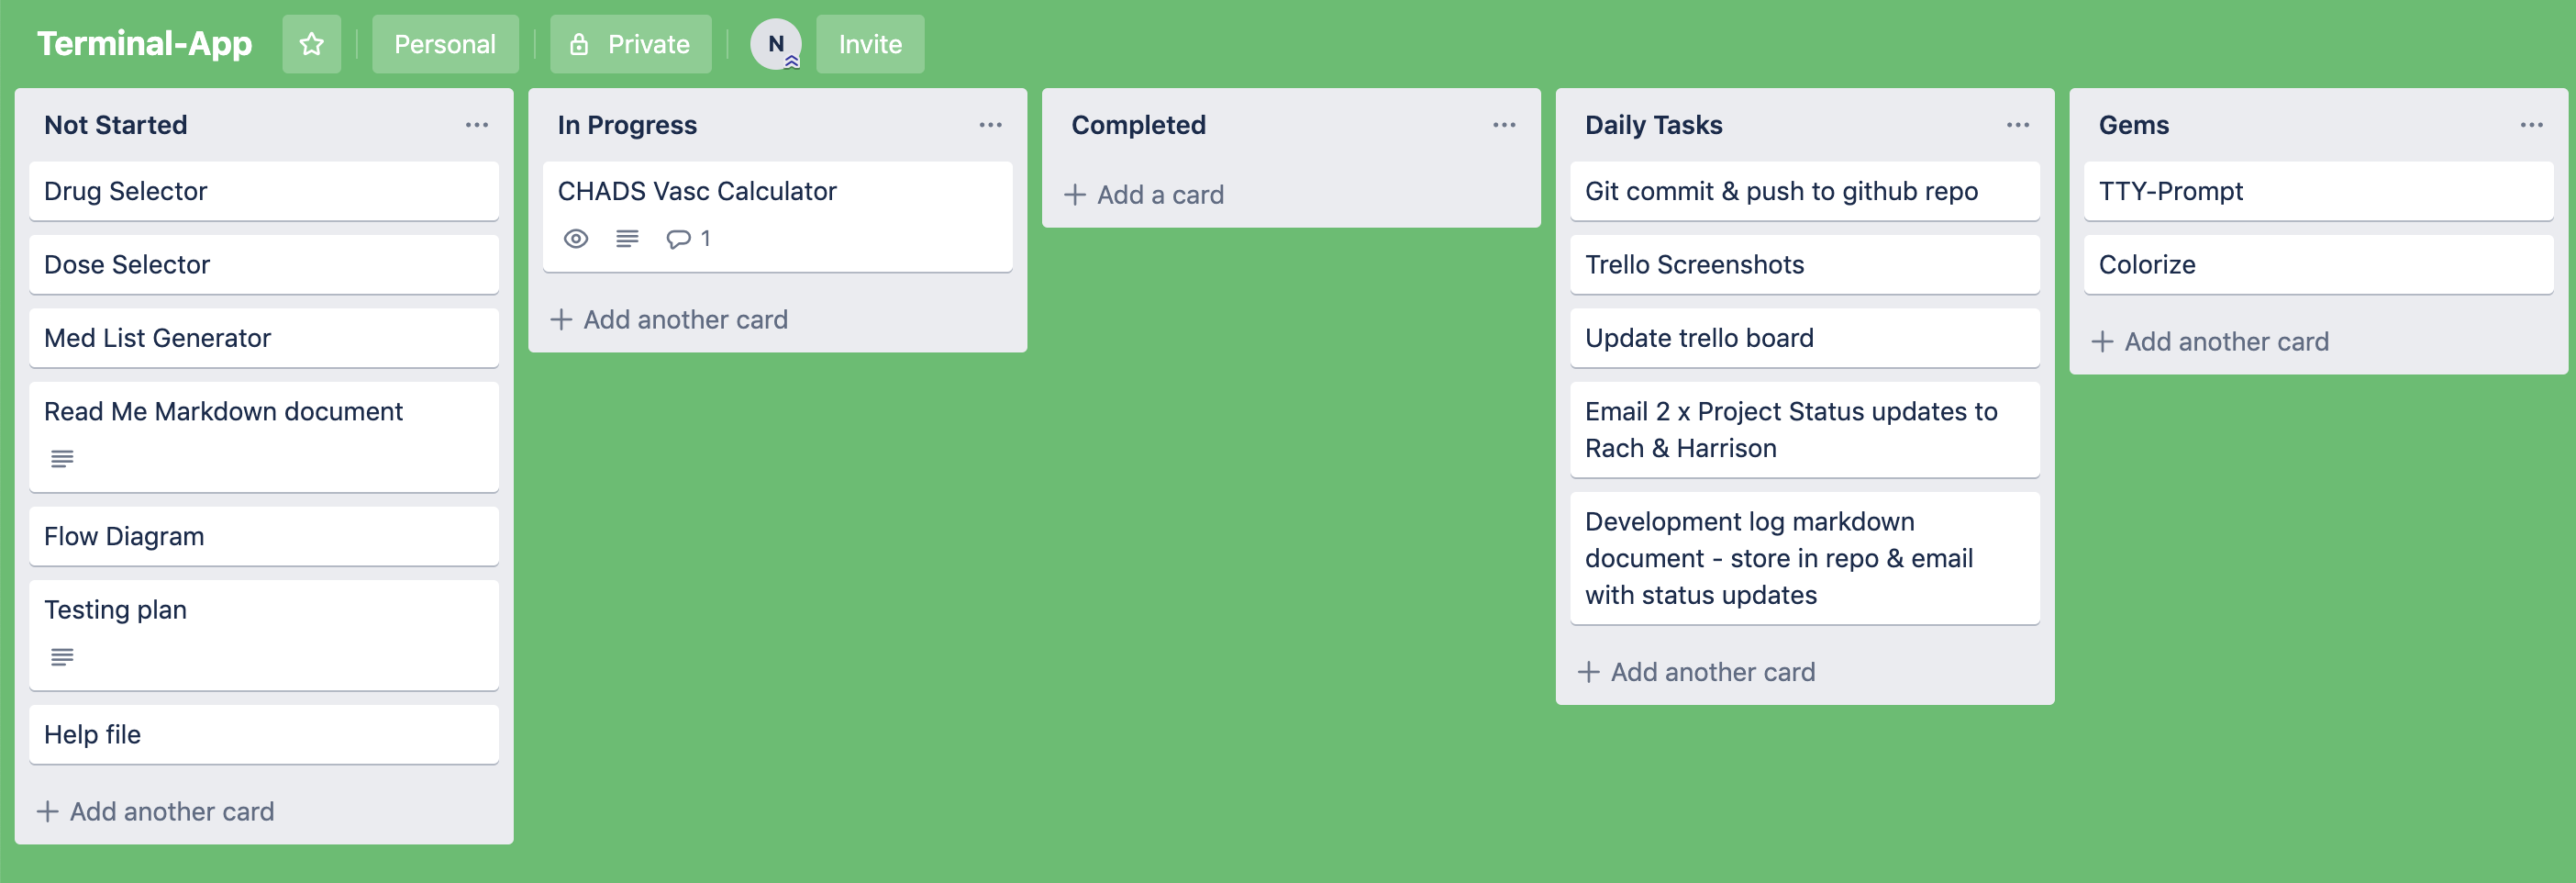 Terminal-App
Personal
Private
N
Invite
Not Started
Drug Selector
Dose Selector
Med List Generator
Read Me Markdown document
Flow Diagram
Testing plan
Help file
+ Add another card
In Progress
CHADS Vasc Calculator
1
+ Add another card
Completed
+ Add a card
Daily Tasks
Git commit & push to github repo
Trello Screenshots
Update trello board
Email 2 x Project Status updates to
Rach & Harrison
Development log markdown
document - store in repo & email
with status updates
+ Add another card
Gems
TTY-Prompt
Colorize
+ Add another card